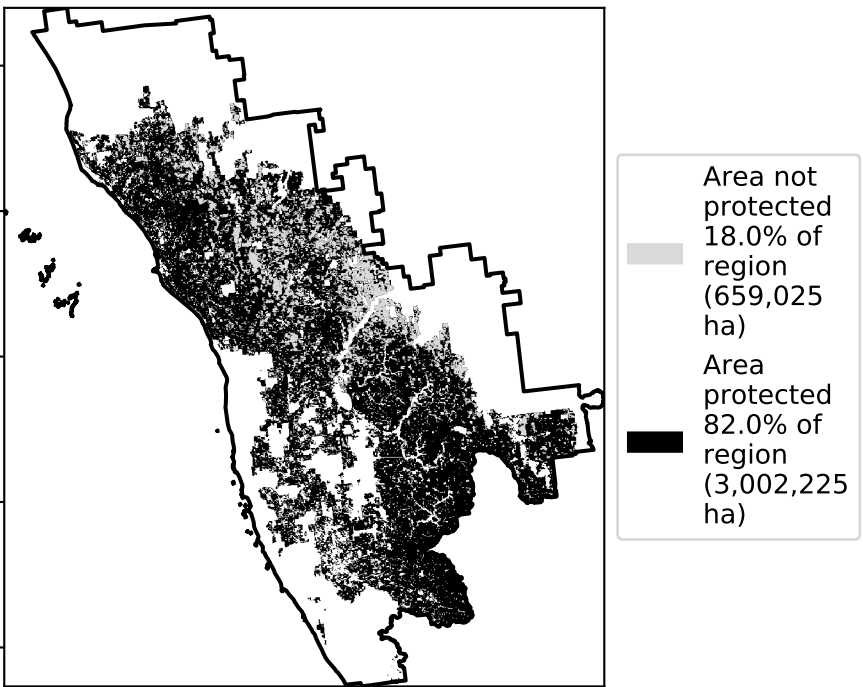 Area not
protected
18.0% of
region
(659,025
ha)
Area
protected
82.0% of
region
(3,002,225
ha)